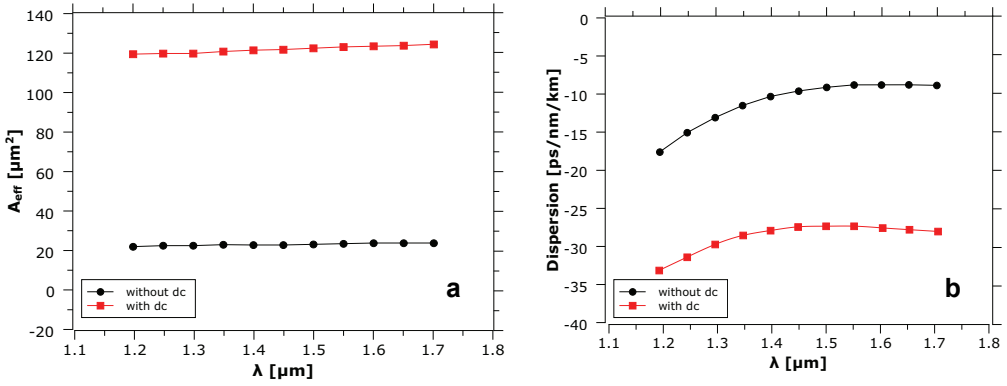 140
120
100
80
60
40
20
0
-20
A_eff [μm²]
without dc
with dc
a
1.1 1.2 1.3 1.4 1.5 1.6 1.7 1.8
λ [μm]
0
-5
-10
-15
-20
-25
-30
-35
-40
Dispersion [ps/nm/km]
without dc
with dc
b
1.1 1.2 1.3 1.4 1.5 1.6 1.7 1.8
λ [μm]